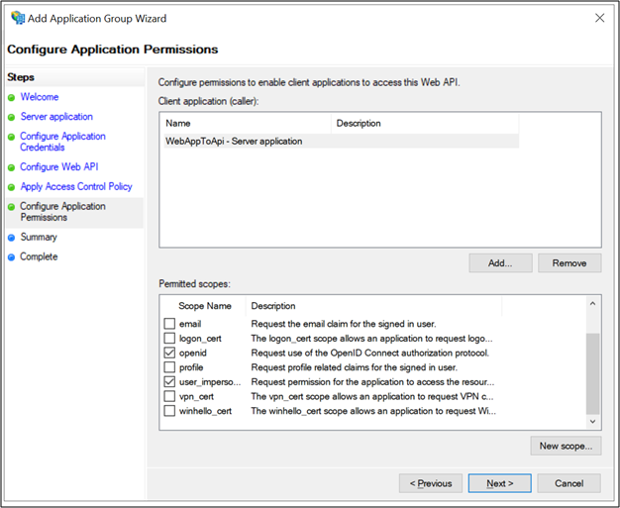 Add Application Group Wizard
Configure Application Permissions
Steps
Welcome
Server application
Configure Application
Credentials
Configure Web API
Apply Access Control Policy
Configure Application
Permissions
Summary
Complete
Configure permissions to enable client applications to access this Web API.
Client application (caller):
Name Description
WebAppToApi - Server application
Add... Remove
Permitted scopes:
Scope Name Description
email Request the email claim for the signed in user.
logon_cert The logon_cert scope allows an application to request logo...
openid Request use of the OpenID Connect authorization protocol.
profile Request profile related claims for the signed in user.
user_imperso... Request permission for the application to access the resour...
vpn_cert The vpn_cert scope allows an application to request VPN c...
winhello_cert The winhello_cert scope allows an application to request Wi...
New scope...
< Previous Next > Cancel